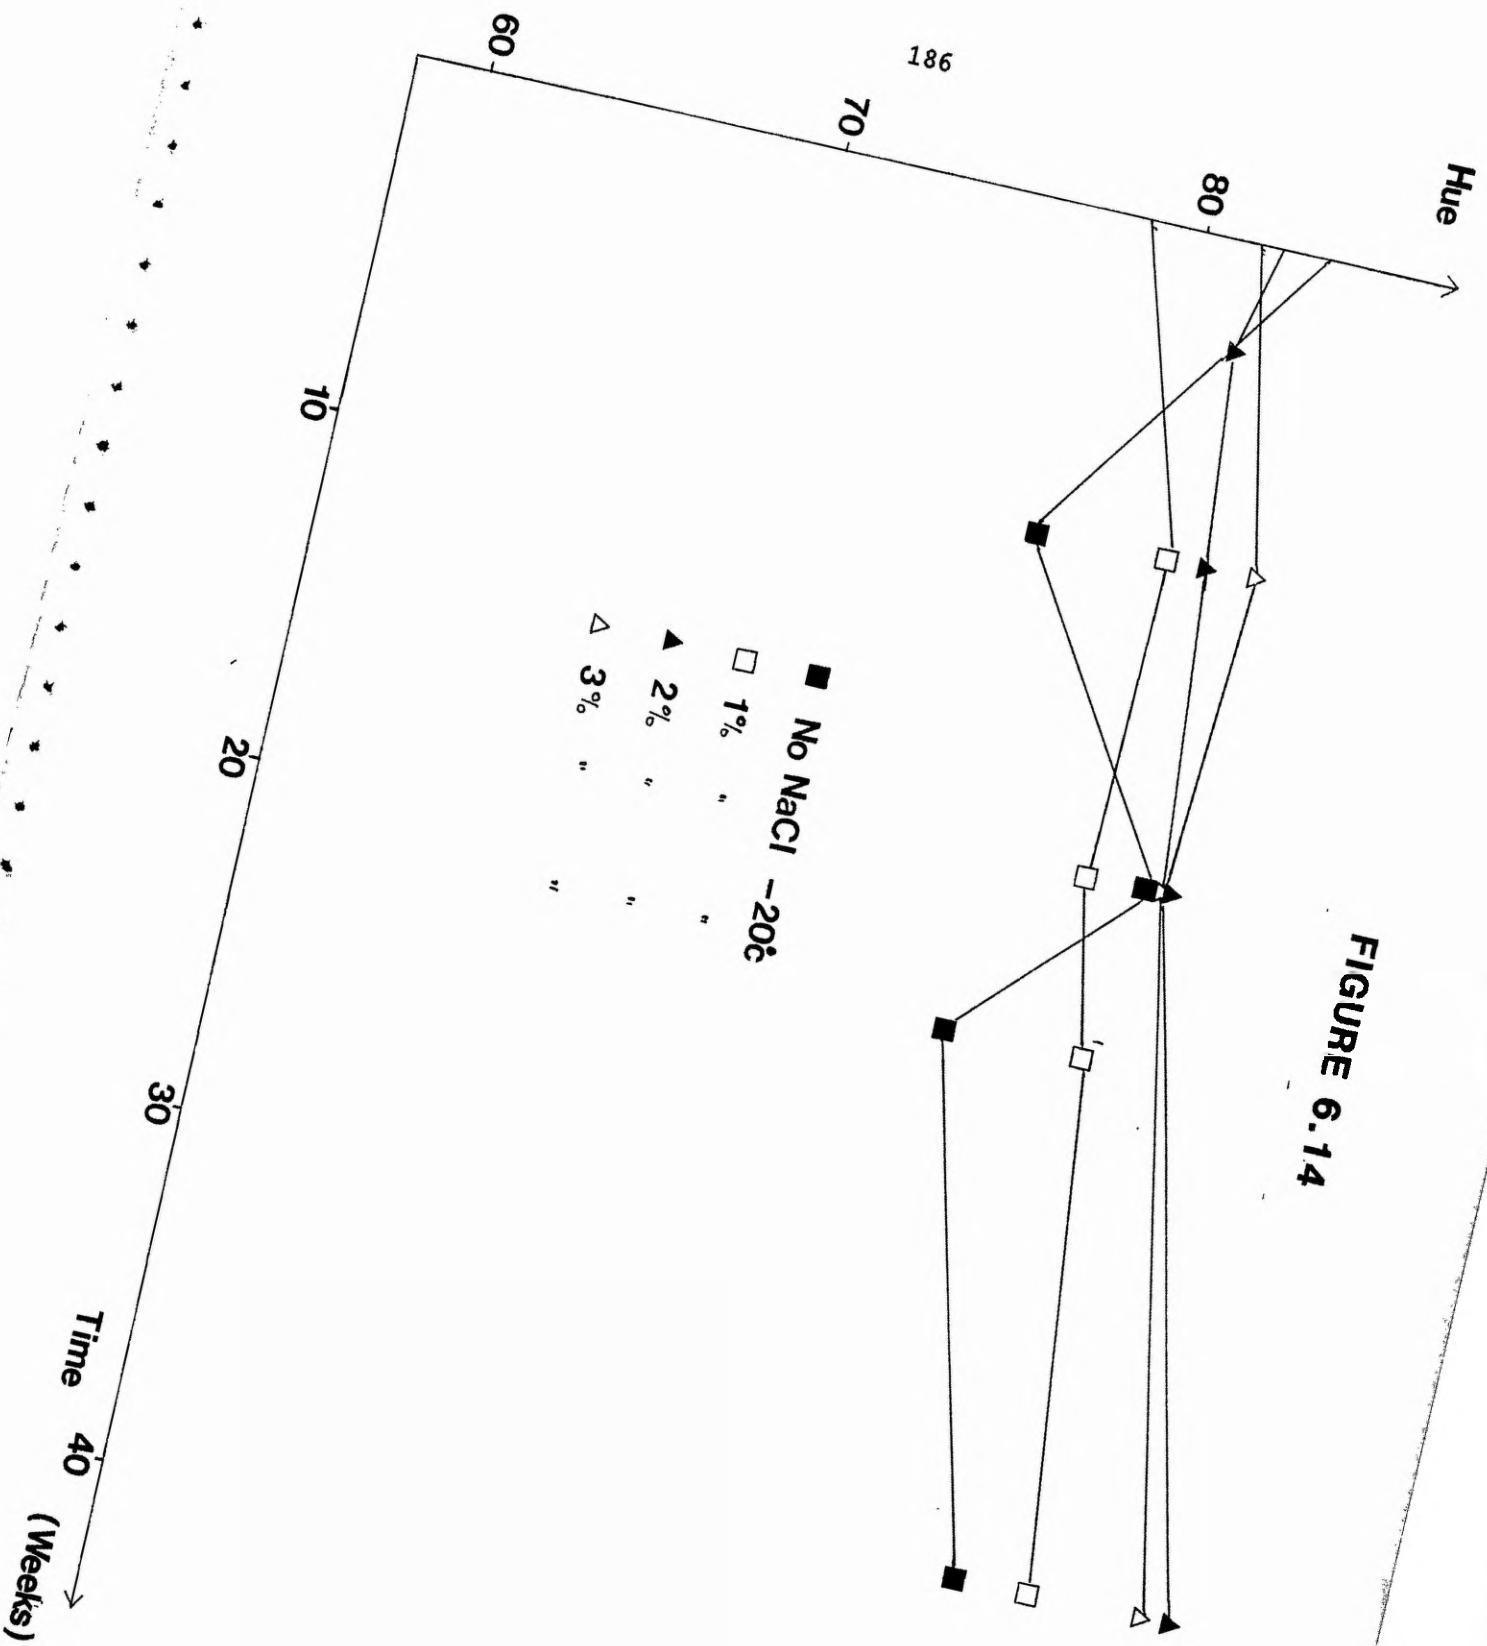 186
FIGURE 6.14
Hue
80
70
60
■ No NaCl -20°c
□ 1% " "
▲ 2% " "
△ 3% " "
10
20
30
40
Time (Weeks)